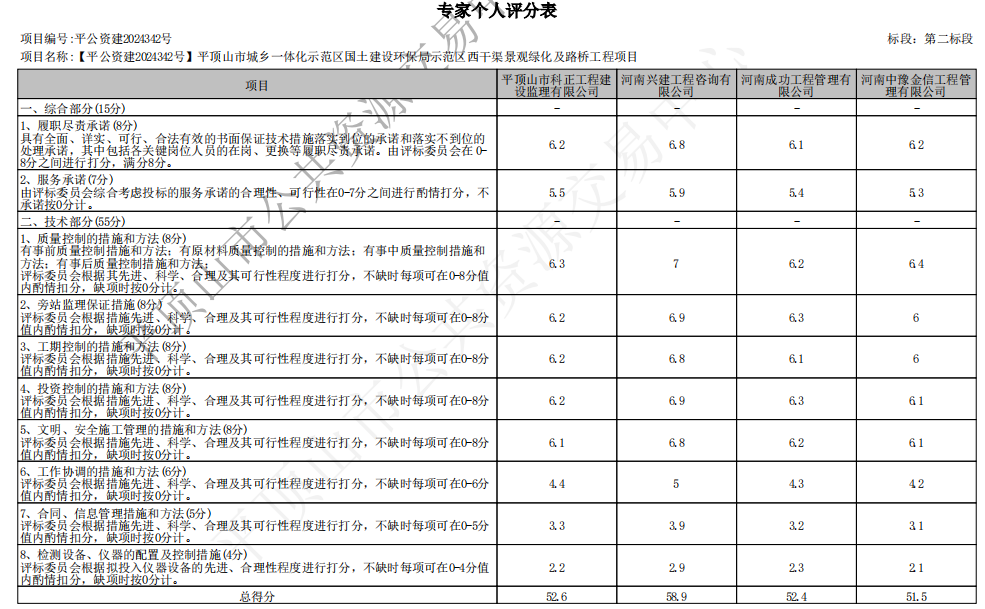 专家个人评分表
项目编号:平公资建2024342号 标段: 第二标段
项目名称:【平公资建2024342号】平顶山市城乡一体化示范区国土建设环保局示范区西干渠景观绿化及路桥工程项目
项目 平顶山市科正工程建 河南兴建工程咨询有 河南成功工程管理有 河南中豫金信工程管
设监理有限公司 限公司 限公司 理有限公司
一、综合部分(15分) - - - -
1、履职尽责承诺(8分)
具有全面、详实、可行、合法有效的书面保证技术措施落实到位的承诺和落实不到位的
处理承诺，其中包括各关键岗位人员的在岗、更换等履职尽责承诺。由评标委员会在0-
8分之间进行打分，满分8分。
6.2 6.8 6.1 6.2
2、服务承诺(7分)
由评标委员会综合考虑投标的服务承诺的合理性、可行性在0-7分之间进行酌情打分，不
承诺按0分计。
5.5 5.9 5.4 5.3
二、技术部分(55分) - - - -
1、质量控制的措施和方法(8分)
有事前质量控制措施和方法；有原材料质量控制的措施和方法；有事中质量控制措施和
方法；有事后质量控制措施和方法；
评标委员会根据其先进、科学、合理及其可行性程度进行打分，不缺时每项可在0-8分值
内酌情扣分，缺项时按0分计。
6.3 7 6.2 6.4
2、旁站监理保证措施(8分)
评标委员会根据措施先进、科学、合理及其可行性程度进行打分，不缺时每项可在0-8分
值内酌情扣分，缺项时按0分计。
6.2 6.9 6.3 6
3、工期控制的措施和方法(8分)
评标委员会根据措施先进、科学、合理及其可行性程度进行打分，不缺时每项可在0-8分
值内酌情扣分，缺项时按0分计。
6.2 6.8 6.1 6
4、投资控制的措施和方法(8分)
评标委员会根据措施先进、科学、合理及其可行性程度进行打分，不缺时每项可在0-8分
值内酌情扣分，缺项时按0分计。
6.2 6.9 6.3 6.1
5、文明、安全施工管理的措施和方法(8分)
评标委员会根据措施先进、科学、合理及其可行性程度进行打分，不缺时每项可在0-8分
值内酌情扣分，缺项时按0分计。
6.1 6.8 6.2 6.1
6、工作协调的措施和方法(6分)
评标委员会根据措施先进、科学、合理及其可行性程度进行打分，不缺时每项可在0-6分
值内酌情扣分，缺项时按0分计。
4.4 5 4.3 4.2
7、合同、信息管理措施和方法(5分)
评标委员会根据措施先进、科学、合理及其可行性程度进行打分，不缺时每项可在0-5分
值内酌情扣分，缺项时按0分计。
3.3 3.9 3.2 3.1
8、检测设备、仪器的配置及控制措施(4分)
评标委员会根据拟投入仪器设备的先进、合理性程度进行打分，不缺时每项可在0-4分值
内酌情扣分，缺项时按0分计。
2.2 2.9 2.3 2.1
总得分 52.6 58.9 52.4 51.5
平顶山市公共资源交易
平顶山市公共资源交易中心